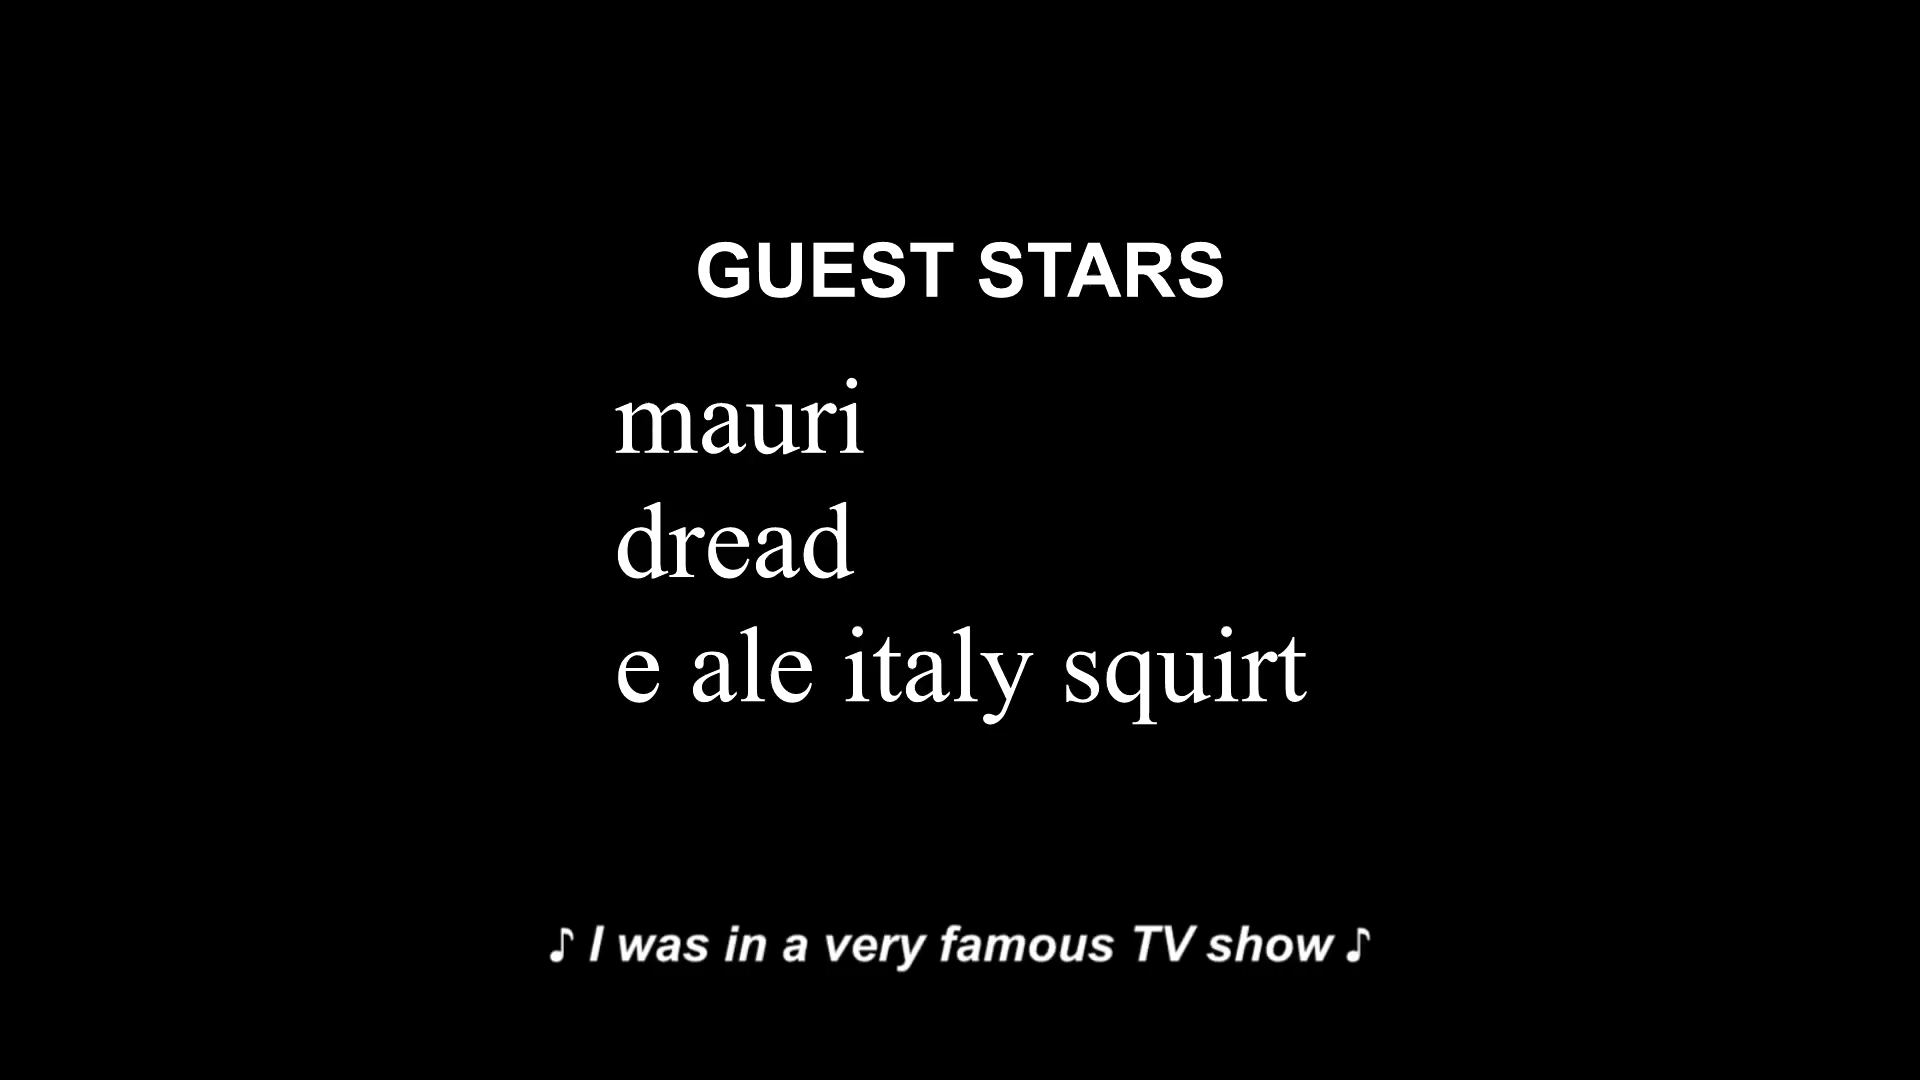 GUEST STARS
mauri
dread
e ale italy squirt
♪ I was in a very famous TV show ♪